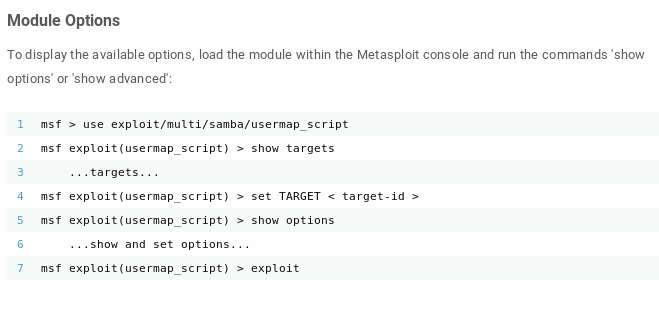 Module Options
To display the available options, load the module within the Metasploit console and run the commands 'show
options' or 'show advanced':
1 msf > use exploit/multi/samba/usermap_script
2 msf exploit(usermap_script) > show targets
3 ...targets...
4 msf exploit(usermap_script) > set TARGET < target-id >
5 msf exploit(usermap_script) > show options
6 ...show and set options...
7 msf exploit(usermap_script) > exploit